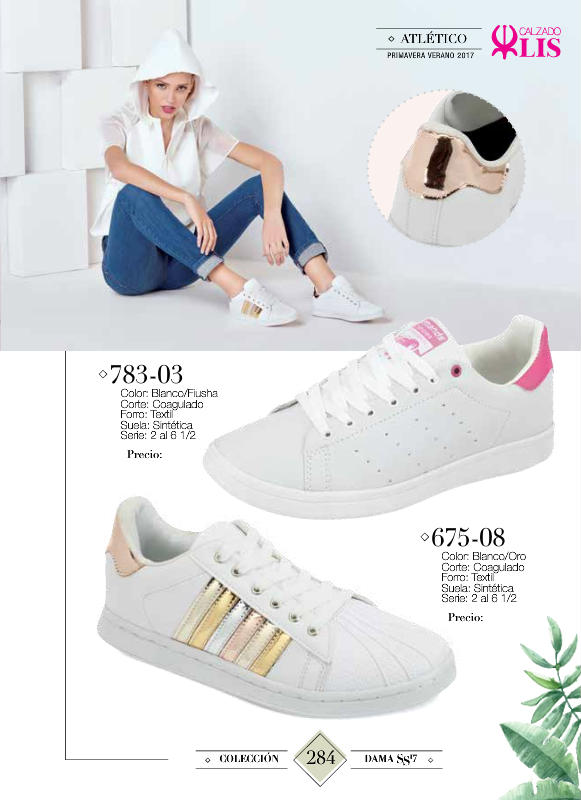 ATLÉTICO
PRIMAVERA VERANO 2017
CALZADO
LIS
783-03
Color: Blanco/Fiusha
Corte: Coagulado
Forro: Textil
Suela: Sintética
Serie: 2 al 6 1/2
Precio:
675-08
Color: Blanco/Oro
Corte: Coagulado
Forro: Textil
Suela: Sintética
Serie: 2 al 6 1/2
Precio:
COLECCIÓN
284
DAMA SS'7